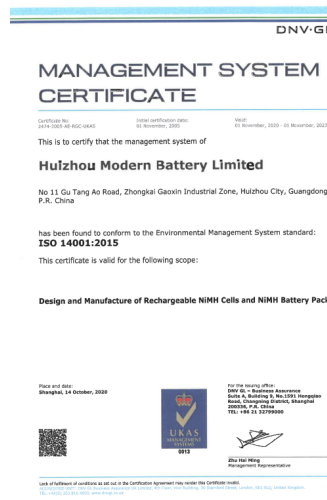 DNV·GL
MANAGEMENT SYSTEM
CERTIFICATE
Certificate No:
Initial certification date:
Valid:
2474-2005-AE-RGC-UKAS
01 November, 2005
01 November, 2020 - 01 November, 2023
This is to certify that the management system of
Huizhou Modern Battery Limited
No 11 Gu Tang Ao Road, Zhongkai Gaoxin Industrial Zone, Huizhou City, Guangdong
P.R. China
has been found to conform to the Environmental Management System standard:
ISO 14001:2015
This certificate is valid for the following scope:
Design and Manufacture of Rechargeable NiMH Cells and NiMH Battery Pac
Place and date:
Shanghai, 14 October, 2020
For the issuing office:
DNV GL – Business Assurance
Suite A, Building 9, No.1591 Hongqiao
Road, Changning District, Shanghai
200336, P.R. China
TEL: +86 21 32799000
UKAS
MANAGEMENT
SYSTEMS
0013
Zhu Hai Ming
Management Representative
Lack of fulfilment of conditions as set out in the Certification Agreement may render this Certificate invalid.